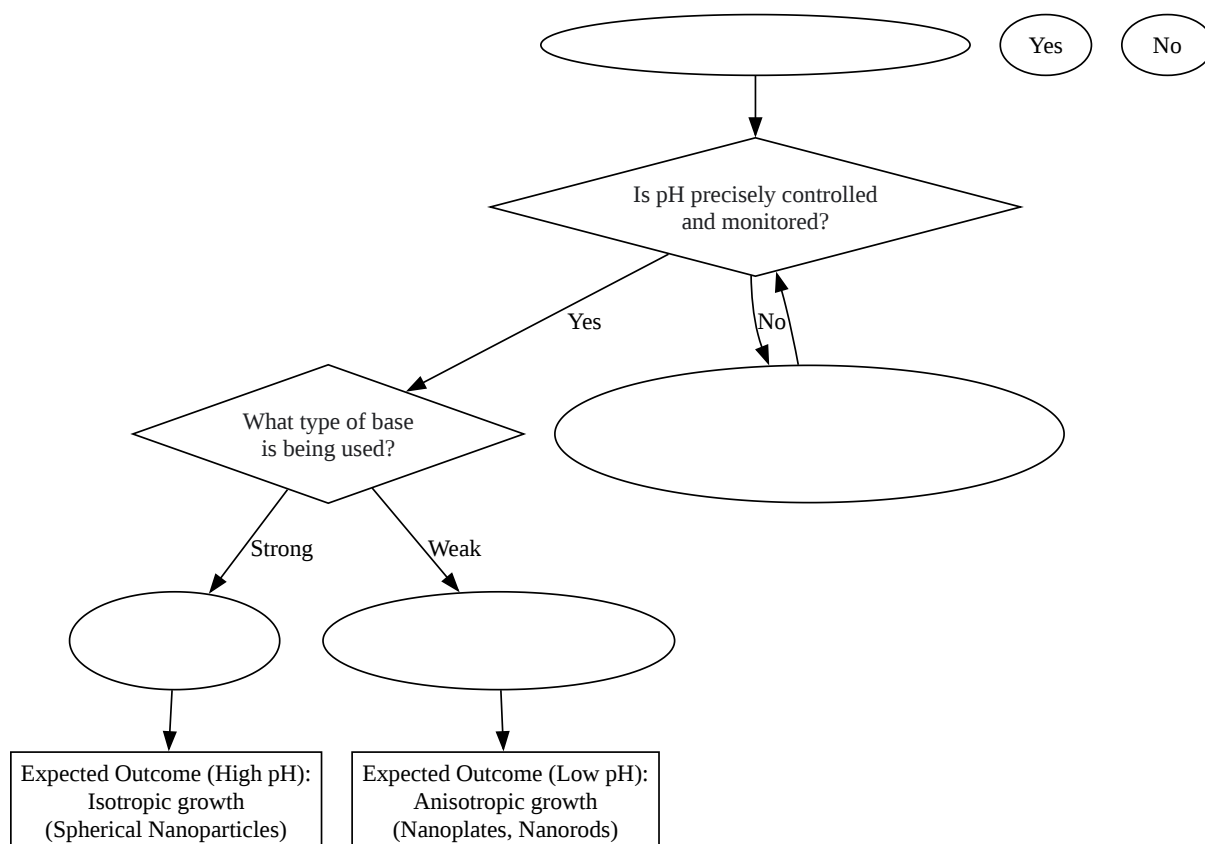 Yes
No
Is pH precisely controlled
and monitored?
Yes
No
What type of base
is being used?
Strong
Weak
Expected Outcome (High pH):
Isotropic growth
(Spherical Nanoparticles)
Expected Outcome (Low pH):
Anisotropic growth
(Nanoplates, Nanorods)